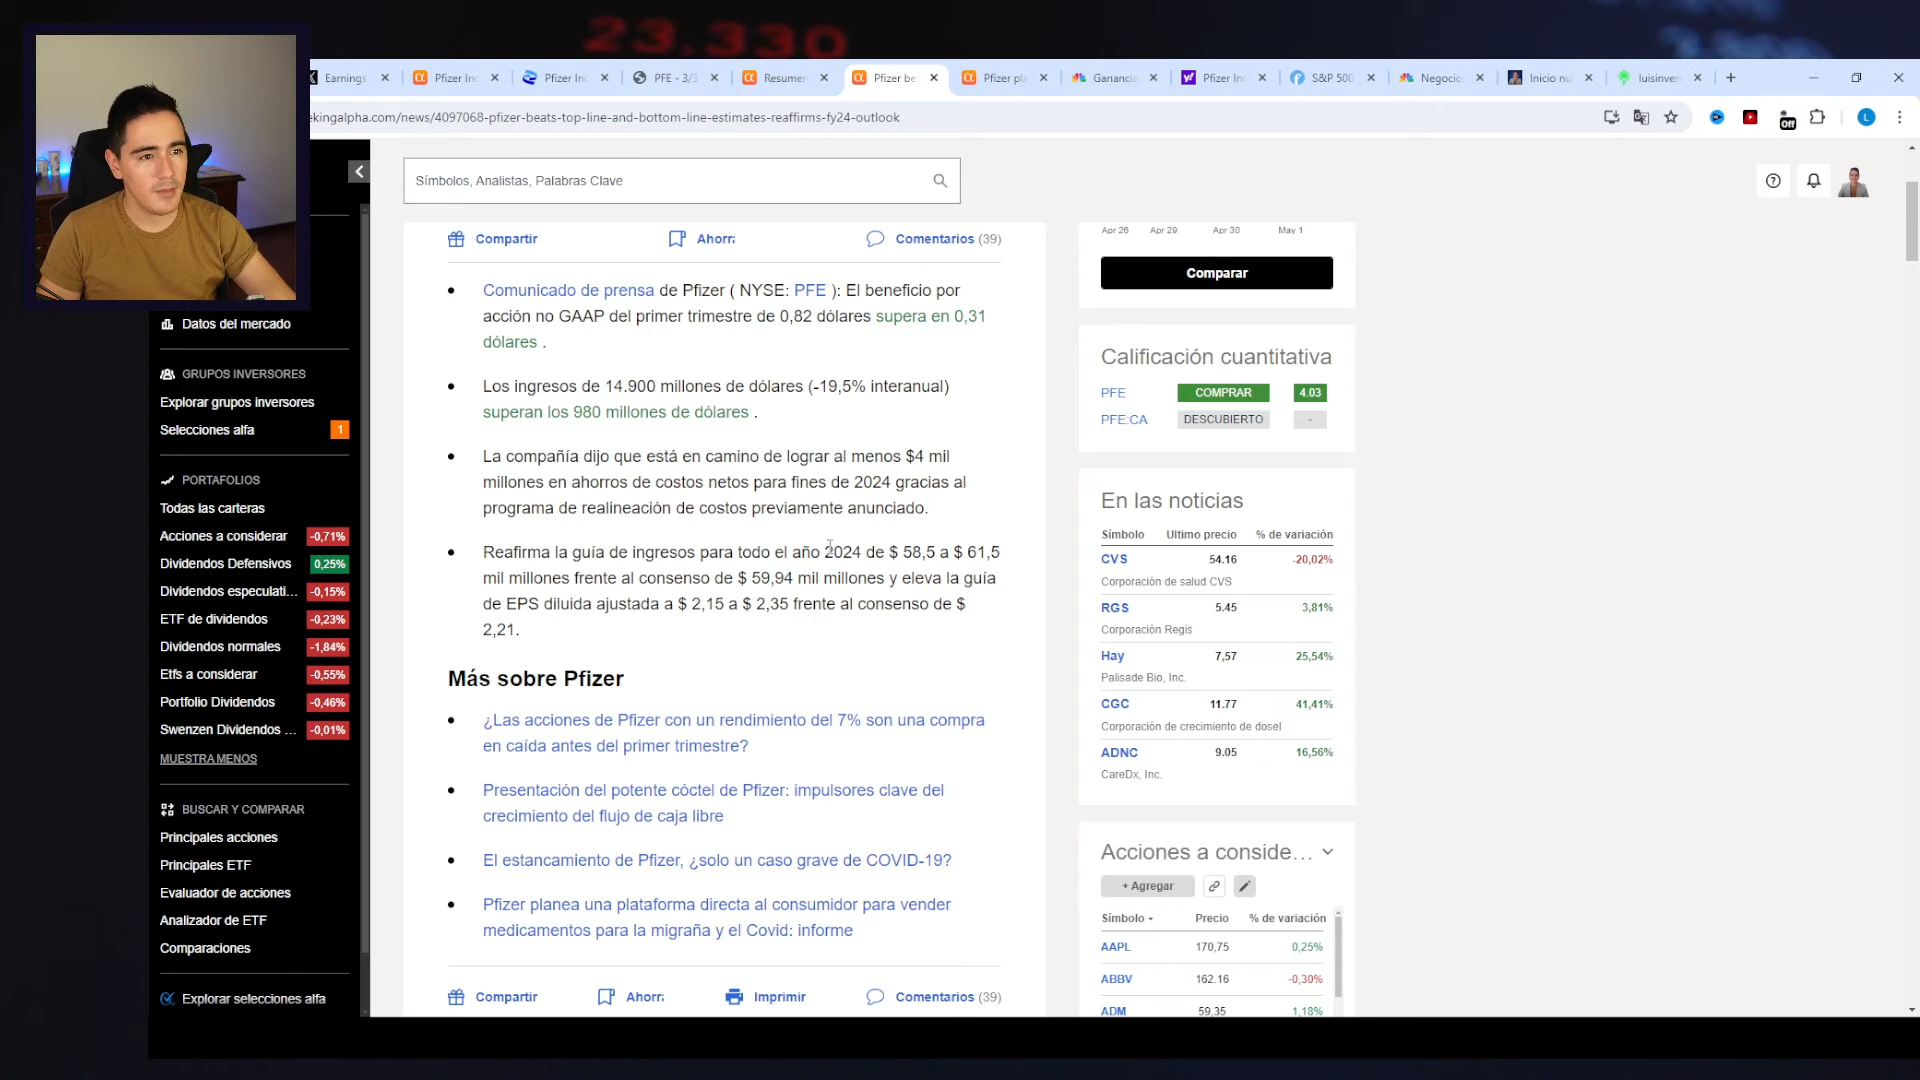 23.330
Earnings
Pfizer Inc
Pfizer Inc
PFE - 3/3
Resumen
Pfizer be
Pfizer pla
Ganancia
Pfizer Inc
S&P 500
Negocio
Inicio nu
luisinver
ekingalpha.com/news/4097068-pfizer-beats-top-line-and-bottom-line-estimates-reaffirms-fy24-outlook
Off
L
Símbolos, Analistas, Palabras Clave
Datos del mercado
GRUPOS INVERSORES
Explorar grupos inversores
Selecciones alfa 1
PORTAFOLIOS
Todas las carteras
Acciones a considerar -0,71%
Dividendos Defensivos 0,25%
Dividendos especulati... -0,15%
ETF de dividendos -0,23%
Dividendos normales -1,84%
Etfs a considerar -0,55%
Portfolio Dividendos -0,46%
Swenzen Dividendos ... -0,01%
MUESTRA MENOS
BUSCAR Y COMPARAR
Principales acciones
Principales ETF
Evaluador de acciones
Analizador de ETF
Comparaciones
Explorar selecciones alfa
Compartir Ahorra Comentarios (39)
• Comunicado de prensa de Pfizer ( NYSE: PFE ): El beneficio por
acción no GAAP del primer trimestre de 0,82 dólares supera en 0,31
dólares .
• Los ingresos de 14.900 millones de dólares (-19,5% interanual)
superan los 980 millones de dólares .
• La compañía dijo que está en camino de lograr al menos $4 mil
millones en ahorros de costos netos para fines de 2024 gracias al
programa de realineación de costos previamente anunciado.
• Reafirma la guía de ingresos para todo el año 2024 de $ 58,5 a $ 61,5
mil millones frente al consenso de $ 59,94 mil millones y eleva la guía
de EPS diluida ajustada a $ 2,15 a $ 2,35 frente al consenso de $
2,21.
Más sobre Pfizer
• ¿Las acciones de Pfizer con un rendimiento del 7% son una compra
en caída antes del primer trimestre?
• Presentación del potente cóctel de Pfizer: impulsores clave del
crecimiento del flujo de caja libre
• El estancamiento de Pfizer, ¿solo un caso grave de COVID-19?
• Pfizer planea una plataforma directa al consumidor para vender
medicamentos para la migraña y el Covid: informe
Compartir Ahorra Imprimir Comentarios (39)
Apr 26 Apr 29 Apr 30 May 1
Comparar
Calificación cuantitativa
PFE COMPRAR 4.03
PFE:CA DESCUBIERTO -
En las noticias
Símbolo Ultimo precio % de variación
CVS 54.16 -20,02%
Corporación de salud CVS
RGS 5.45 3,81%
Corporación Regis
Hay 7,57 25,54%
Palisade Bio, Inc.
CGC 11.77 41,41%
Corporación de crecimiento de dosel
ADNC 9.05 16,56%
CareDx, Inc.
Acciones a conside...
+ Agregar
Símbolo Precio % de variación
AAPL 170,75 0,25%
ABBV 162.16 -0,30%
ADM 59,35 1,18%